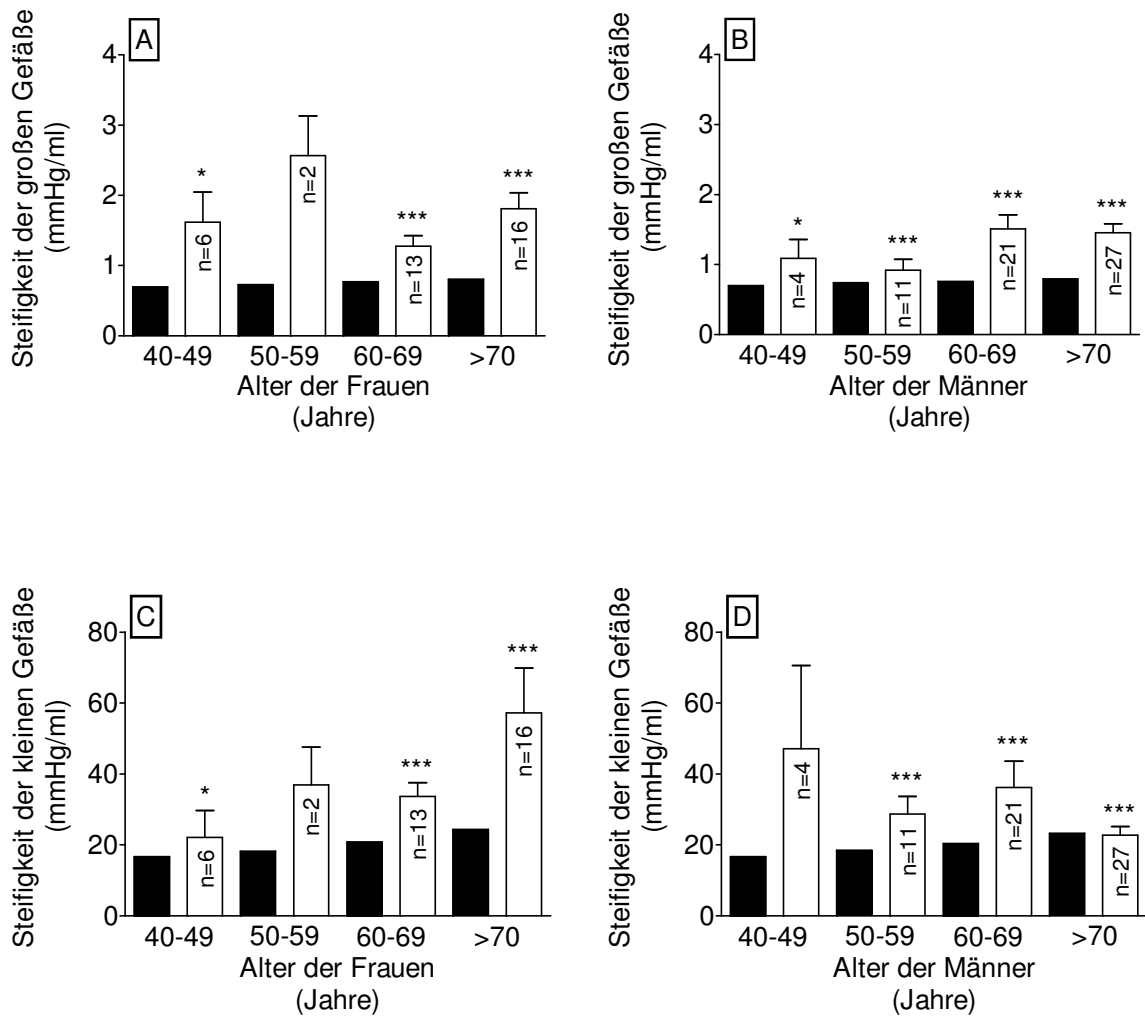 A
Steifigkeit der großen Gefäße
(mmHg/ml)
4
3
2
1
0
*
***
***
n=6
n=2
n=13
n=16
40-49
50-59
60-69
>70
Alter der Frauen
(Jahre)
B
Steifigkeit der großen Gefäße
(mmHg/ml)
4
3
2
1
0
*
***
***
***
n=4
n=11
n=21
n=27
40-49
50-59
60-69
>70
Alter der Männer
(Jahre)
C
Steifigkeit der kleinen Gefäße
(mmHg/ml)
80
60
40
20
0
*
***
***
n=6
n=2
n=13
n=16
40-49
50-59
60-69
>70
Alter der Frauen
(Jahre)
D
Steifigkeit der kleinen Gefäße
(mmHg/ml)
80
60
40
20
0
***
***
***
n=4
n=11
n=21
n=27
40-49
50-59
60-69
>70
Alter der Männer
(Jahre)